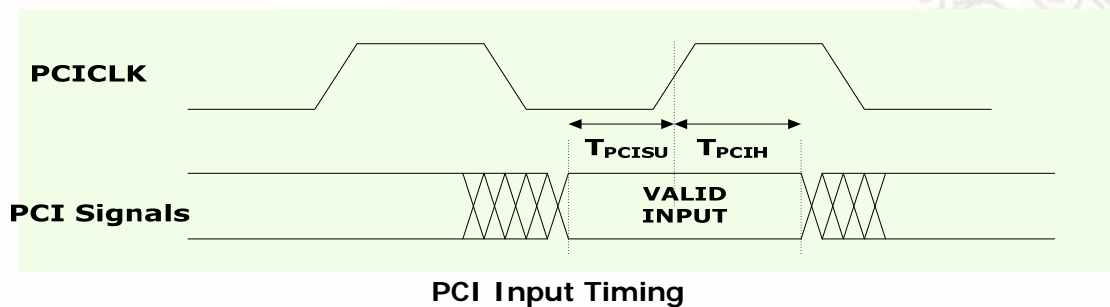 PCICLK
TPCISU TPCIH
PCI Signals
VALID
INPUT
PCI Input Timing